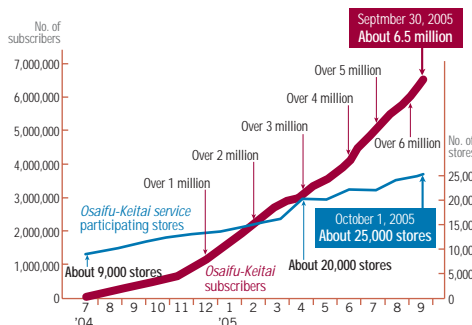 No. of
subscribers
Septmber 30, 2005
About 6.5 million
7,000,000
6,000,000
5,000,000
4,000,000
3,000,000
2,000,000
1,000,000
0
Over 5 million
Over 4 million
Over 3 million
Over 2 million
Over 1 million
Over 6 million
No. of
stores
25,000
20,000
15,000
10,000
5,000
0
Osaifu-Keitai service
participating stores
October 1, 2005
About 25,000 stores
About 9,000 stores
Osaifu-Keitai
subscribers
About 20,000 stores
7 8 9 10 11 12 1 2 3 4 5 6 7 8 9
'04 '05